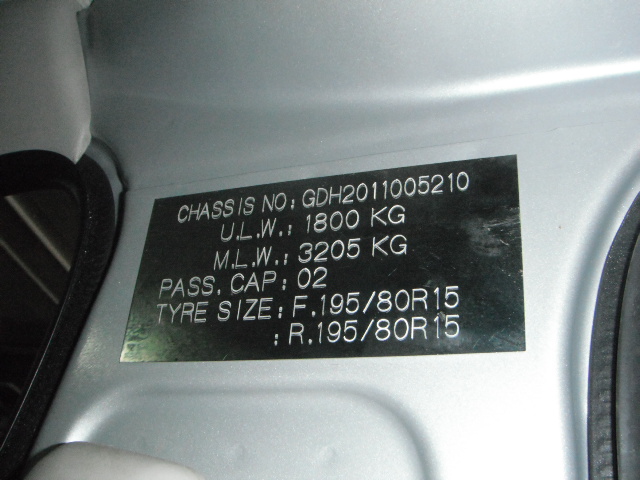 CHASSIS NO: GDH2011005210
U.L.W.: 1800 KG
M.L.W.: 3205 KG
PASS. CAP: 02
TYRE SIZE: F.195/80R15
: R.195/80R15